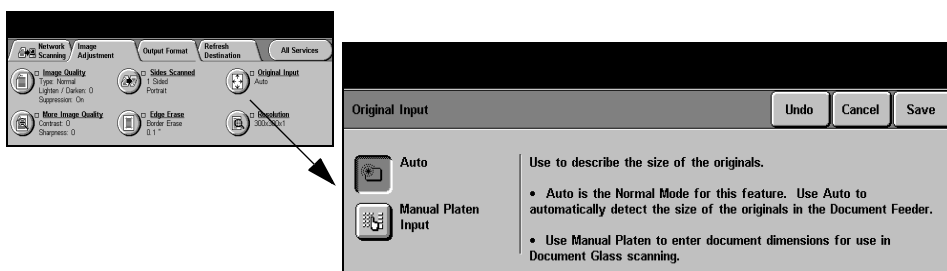 Network Scanning
Image Adjustment
Output Format
Refresh Destination
All Services
Image Quality
Type: Normal
Lighten / Darken: 0
Suppression: On
Sides Scanned
1 Sided
Portrait
Original Input
Auto
More Image Quality
Contrast: 0
Sharpness: 0
Edge Erase
Border Erase
0.1 "
Resolution
300x300x1
Original Input
Undo
Cancel
Save
Auto
Manual Platen
Input
Use to describe the size of the originals.
• Auto is the Normal Mode for this feature. Use Auto to
automatically detect the size of the originals in the Document Feeder.
• Use Manual Platen to enter document dimensions for use in
Document Glass scanning.